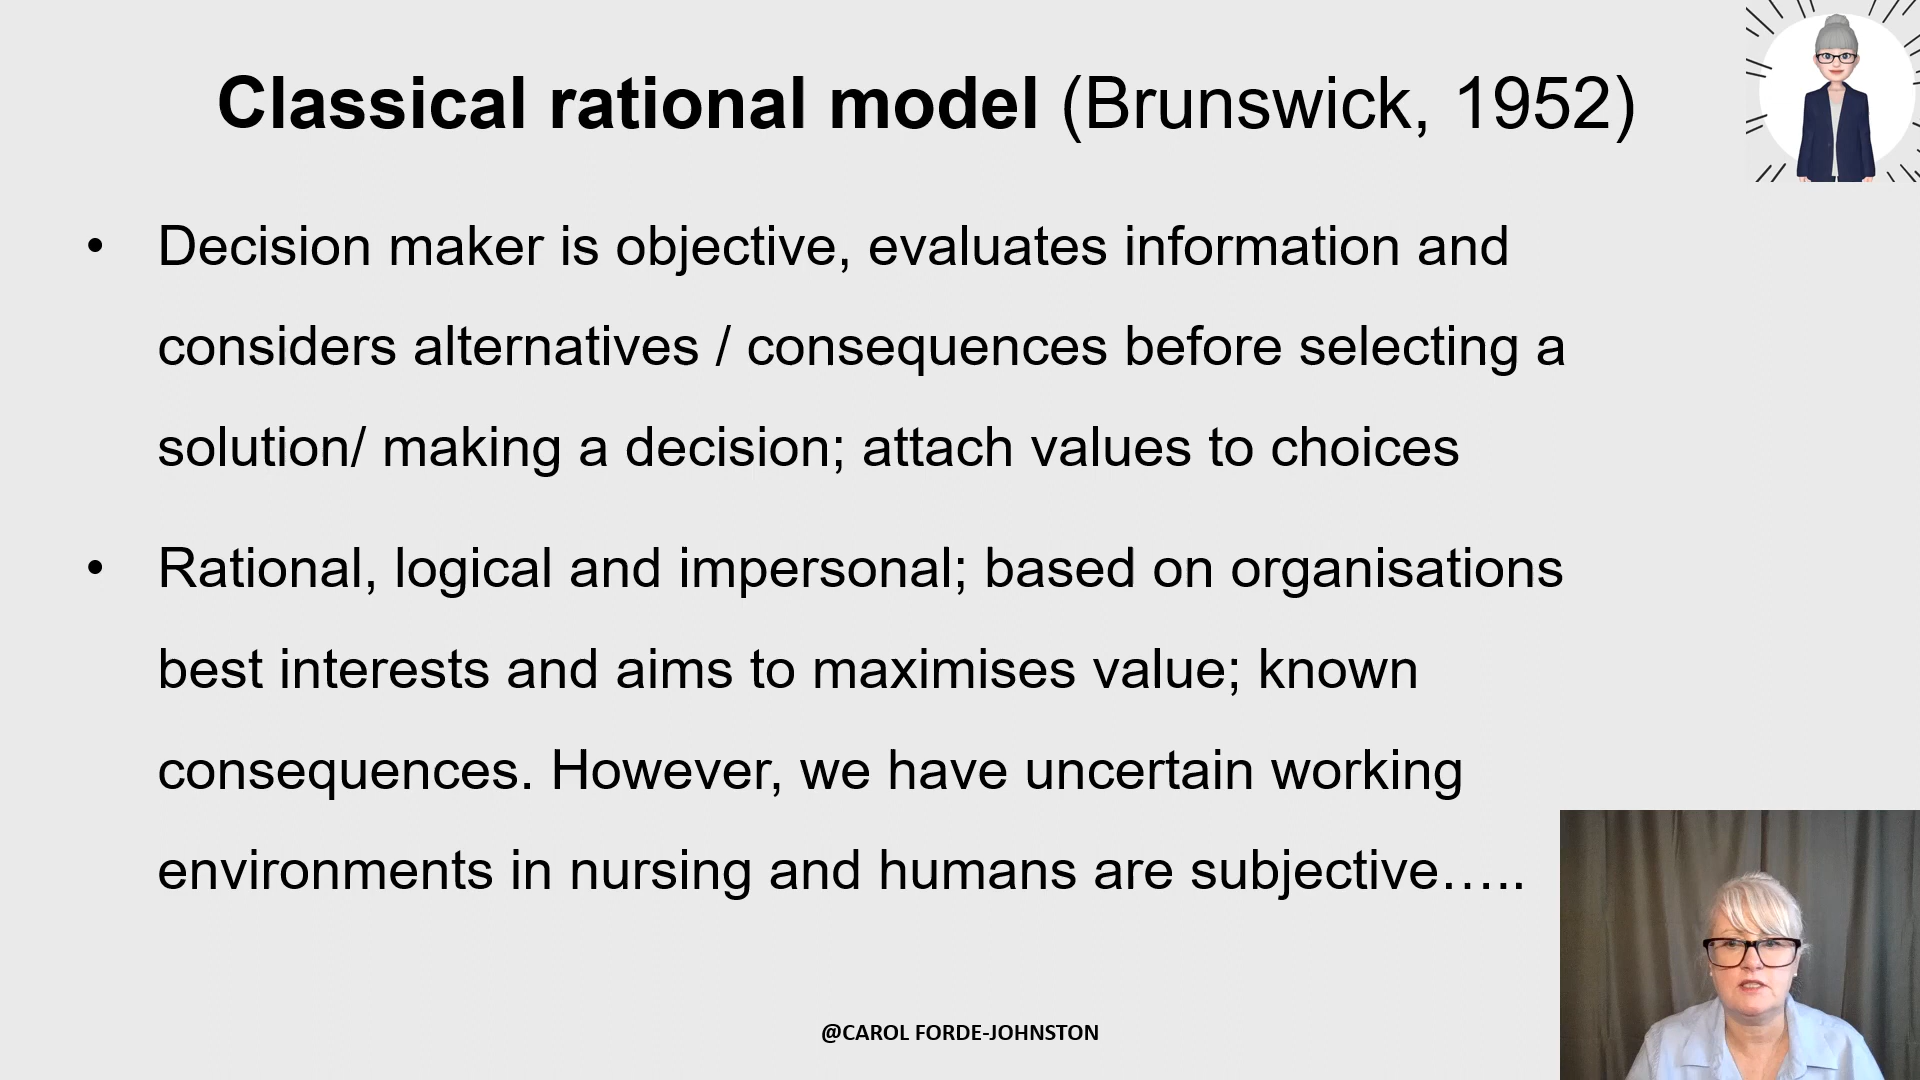 Classical rational model (Brunswick, 1952)
• Decision maker is objective, evaluates information and
considers alternatives / consequences before selecting a
solution/ making a decision; attach values to choices
• Rational, logical and impersonal; based on organisations
best interests and aims to maximises value; known
consequences. However, we have uncertain working
environments in nursing and humans are subjective…..
@CAROL FORDE-JOHNSTON